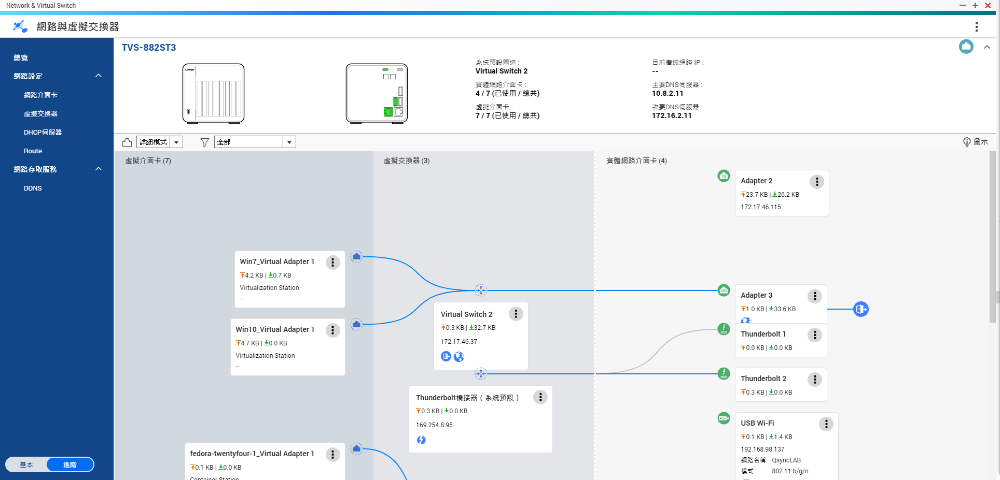 Network & Virtual Switch
網路與虛擬交換器
總覽
網路設定
網路介面卡
虛擬交換器
DHCP伺服器
Route
網路存取服務
DDNS
基本
進階
TVS-882ST3
QNAP
系統預設閘道 :
Virtual Switch 2
實體網路介面卡 :
4 / 7 (已使用 / 總共)
虛擬介面卡 :
7 / 7 (已使用 / 總共)
目前廣域網路 IP :
--
主要DNS伺服器 :
10.8.2.11
次要DNS伺服器 :
172.16.2.11
詳細模式
全部
圖示
虛擬介面卡 (7)
Win7_Virtual Adapter 1
4.2 KB | 0.7 KB
Virtualization Station
--
Win10_Virtual Adapter 1
4.7 KB | 0.0 KB
Virtualization Station
--
fedora-twentyfour-1_Virtual Adapter 1
0.1 KB | 0.0 KB
Container Station
虛擬交換器 (3)
Virtual Switch 2
0.3 KB | 32.7 KB
172.17.46.37
Thunderbolt橋接器 ( 系統預設 )
0.3 KB | 0.0 KB
169.254.8.95
實體網路介面卡 (4)
1G
Adapter 2
23.7 KB | 26.2 KB
172.17.46.115
10G
Adapter 3
1.0 KB | 33.6 KB
Thunderbolt 1
0.0 KB | 0.0 KB
Thunderbolt 2
0.3 KB | 0.0 KB
USB Wi-Fi
0.1 KB | 1.4 KB
192.168.98.137
網路名稱: QsyncLAB
模式: 802.11 b/g/n